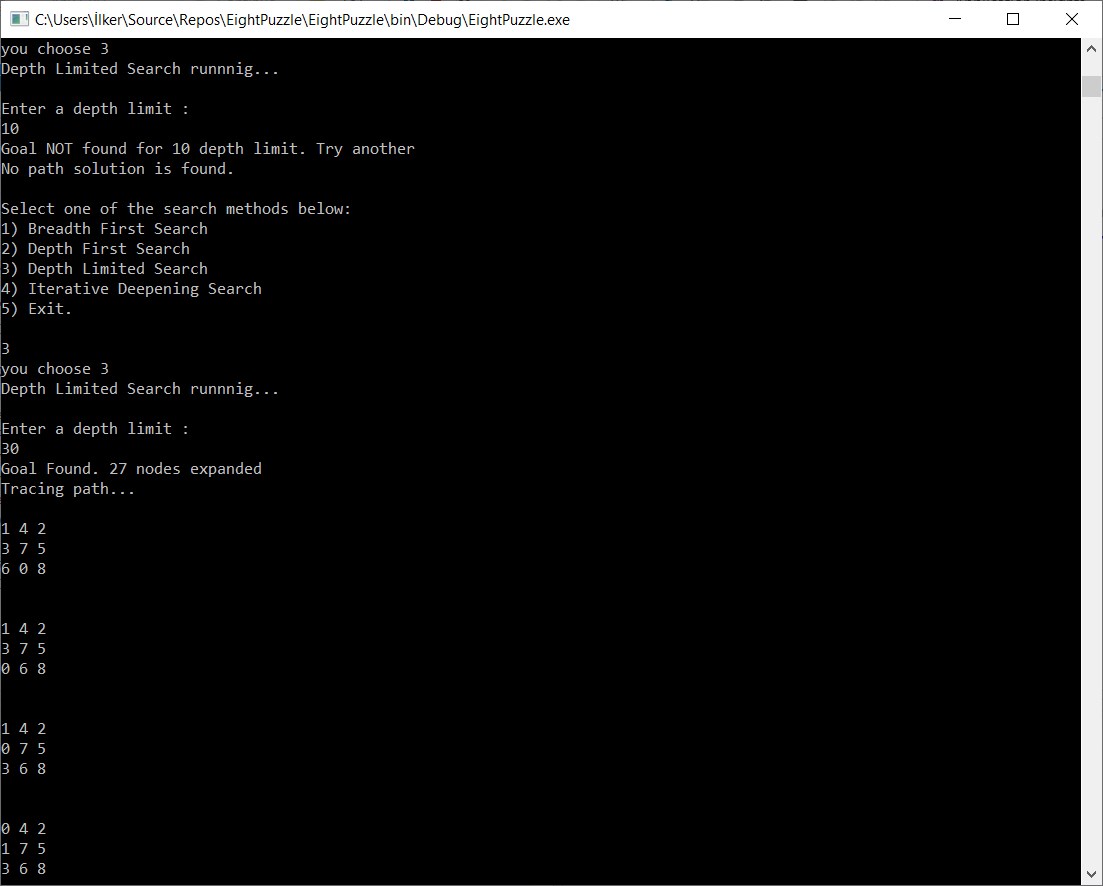 C:\Users\İlker\Source\Repos\EightPuzzle\EightPuzzle\bin\Debug\EightPuzzle.exe
you choose 3
Depth Limited Search runnnig...
Enter a depth limit :
10
Goal NOT found for 10 depth limit. Try another
No path solution is found.
Select one of the search methods below:
1) Breadth First Search
2) Depth First Search
3) Depth Limited Search
4) Iterative Deepening Search
5) Exit.
3
you choose 3
Depth Limited Search runnnig...
Enter a depth limit :
30
Goal Found. 27 nodes expanded
Tracing path...
1 4 2
3 7 5
6 0 8
1 4 2
3 7 5
0 6 8
1 4 2
0 7 5
3 6 8
0 4 2
1 7 5
3 6 8